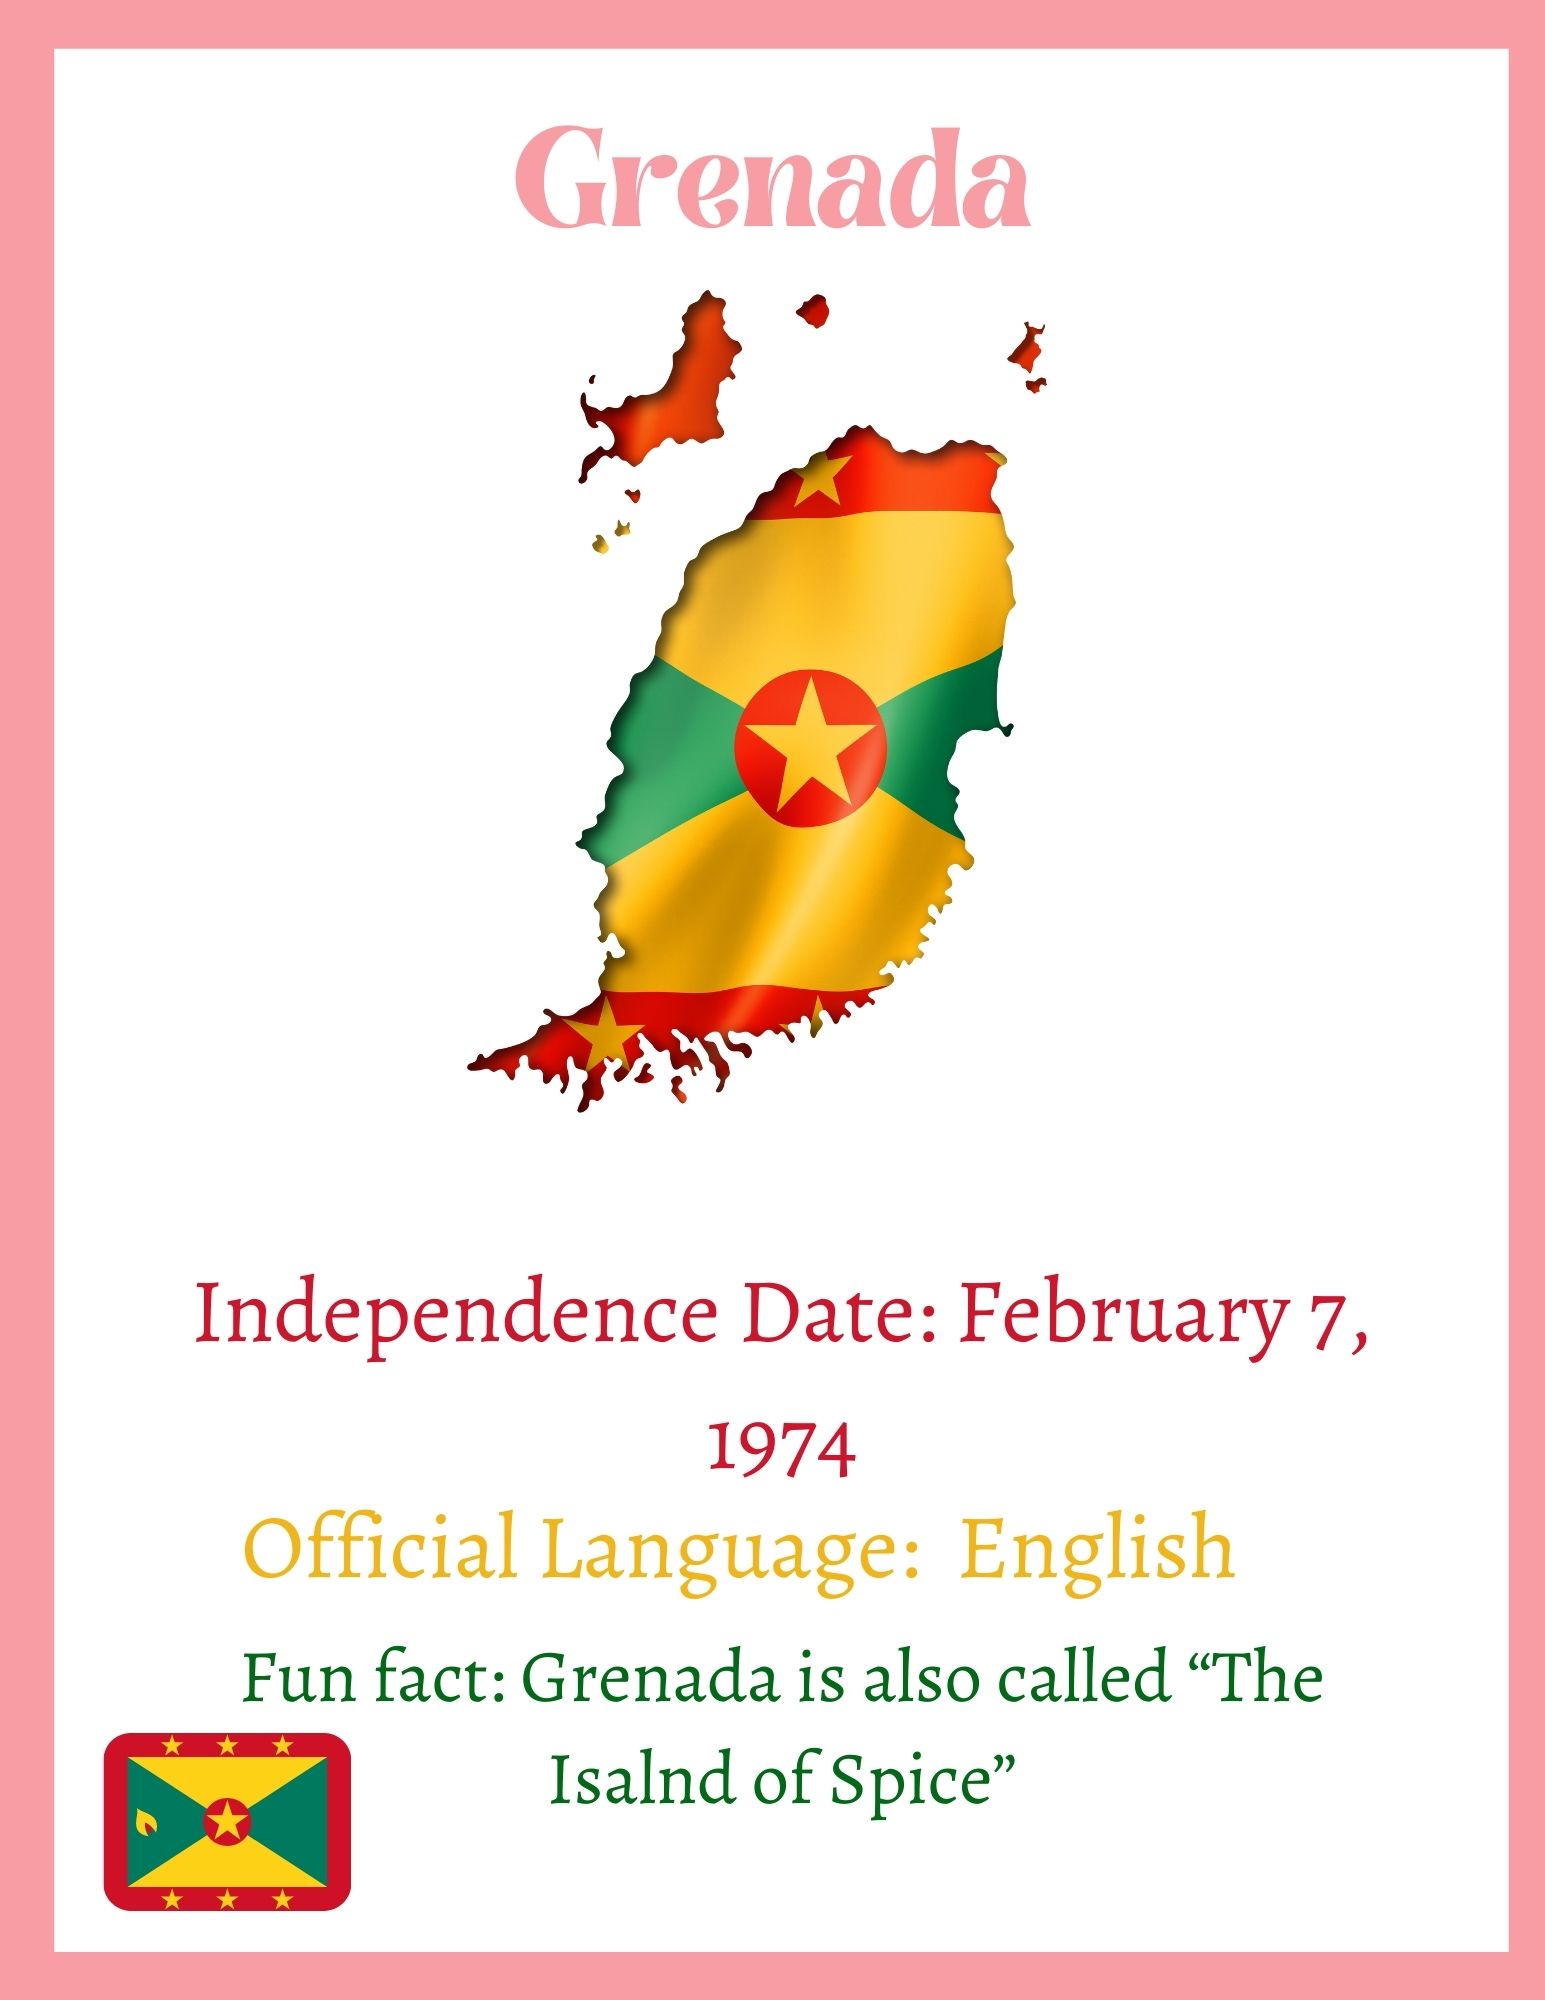 Grenada
Independence Date: February 7,
1974
Official Language:  English
Fun fact: Grenada is also called “The
Isalnd of Spice”